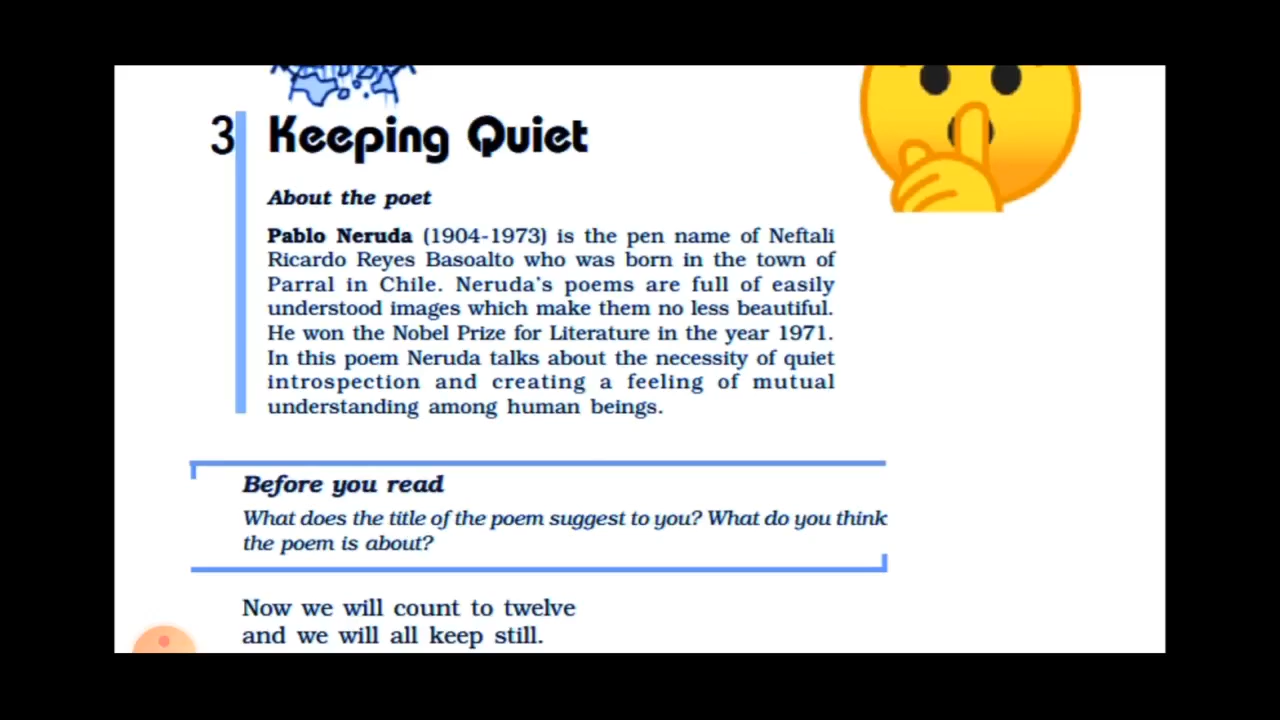 3 Keeping Quiet
About the poet
Pablo Neruda (1904-1973) is the pen name of Neftali
Ricardo Reyes Basoalto who was born in the town of
Parral in Chile. Neruda's poems are full of easily
understood images which make them no less beautiful.
He won the Nobel Prize for Literature in the year 1971.
In this poem Neruda talks about the necessity of quiet
introspection and creating a feeling of mutual
understanding among human beings.
Before you read
What does the title of the poem suggest to you? What do you think
the poem is about?
Now we will count to twelve
and we will all keep still.